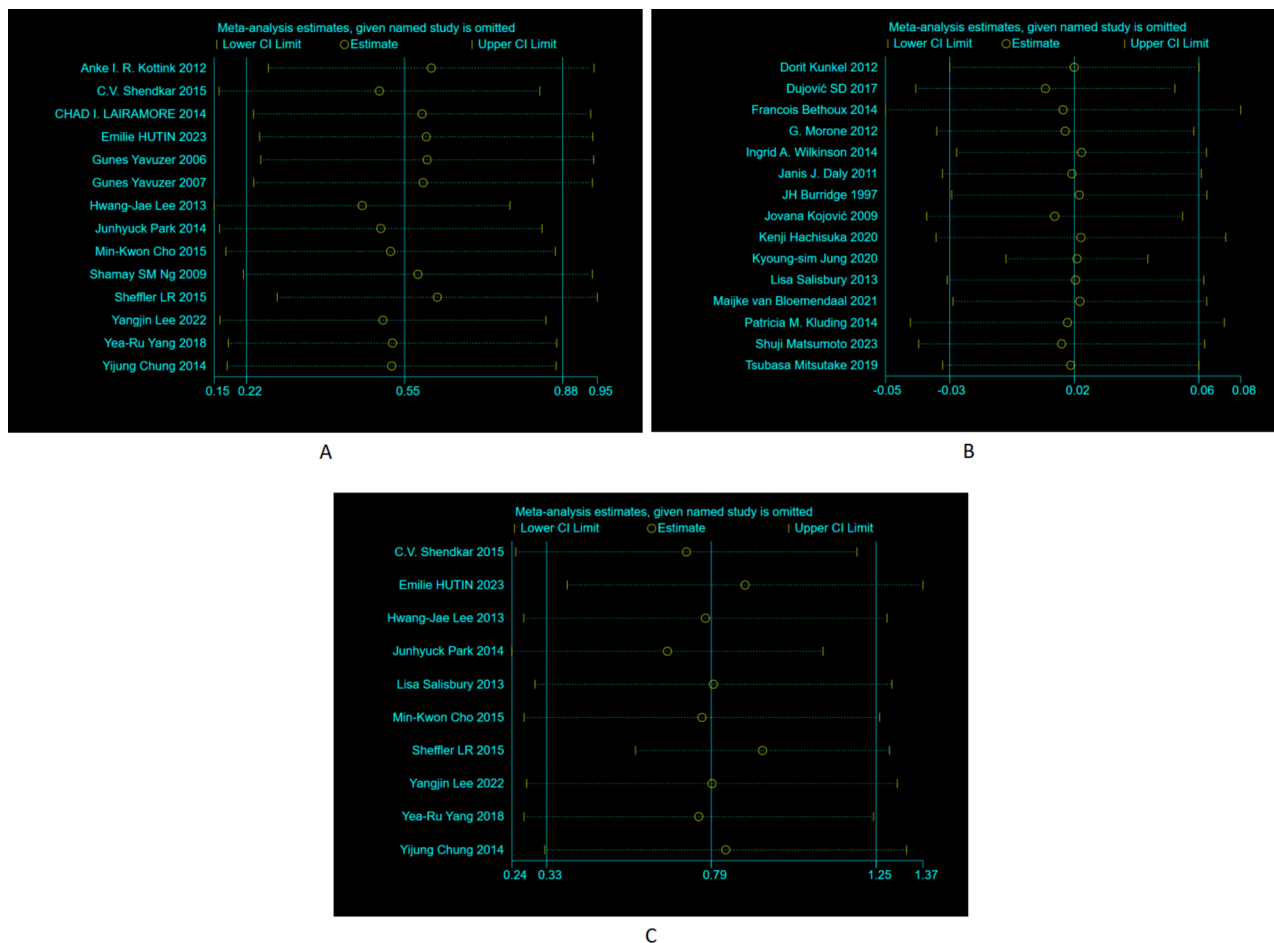 Meta-analysis estimates, given named study is omitted
Lower CI Limit Estimate Upper CI Limit
Anke I. R. Kottink 2012
C.V. Shendkar 2015
CHAD I. LAIRAMORE 2014
Emilie HUTIN 2023
Gunes Yavuzer 2006
Gunes Yavuzer 2007
Hwang-Jae Lee 2013
Junhyuck Park 2014
Min-Kwon Cho 2015
Shamay SM Ng 2009
Sheffler LR 2015
Yangjin Lee 2022
Yea-Ru Yang 2018
Yijung Chung 2014
0.15 0.22 0.55 0.88 0.95
A
Meta-analysis estimates, given named study is omitted
Lower CI Limit Estimate Upper CI Limit
Dorit Kunkel 2012
Dujović SD 2017
Francois Bethoux 2014
G. Morone 2012
Ingrid A. Wilkinson 2014
Janis J. Daly 2011
JH Burridge 1997
Jovana Kojović 2009
Kenji Hachisuka 2020
Kyoung-sim Jung 2020
Lisa Salisbury 2013
Maijke van Bloemendaal 2021
Patricia M. Kluding 2014
Shuji Matsumoto 2023
Tsubasa Mitsutake 2019
-0.05 -0.03 0.02 0.06 0.08
B
Meta-analysis estimates, given named study is omitted
Lower CI Limit Estimate Upper CI Limit
C.V. Shendkar 2015
Emilie HUTIN 2023
Hwang-Jae Lee 2013
Junhyuck Park 2014
Lisa Salisbury 2013
Min-Kwon Cho 2015
Sheffler LR 2015
Yangjin Lee 2022
Yea-Ru Yang 2018
Yijung Chung 2014
0.24 0.33 0.79 1.25 1.37
C